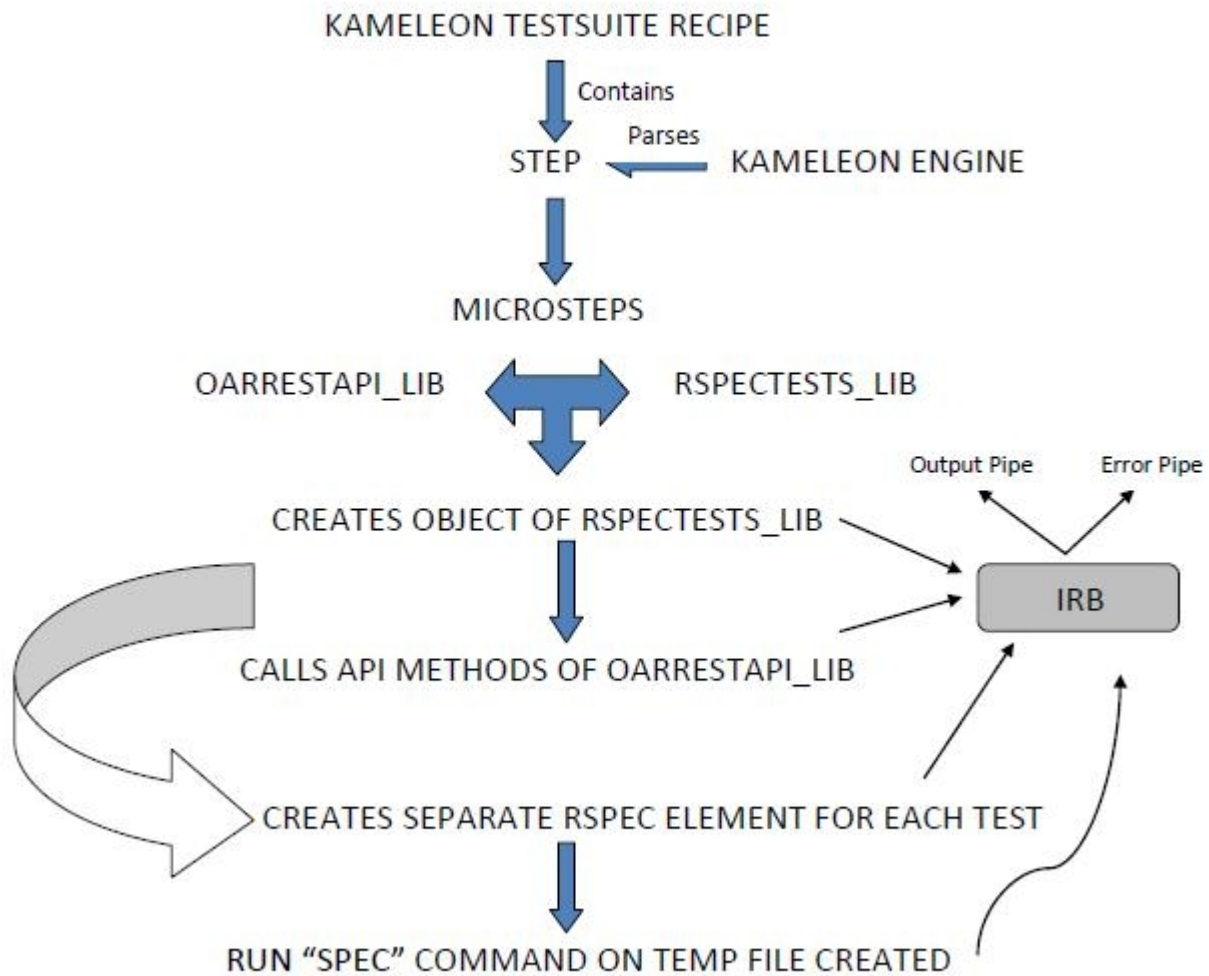 KAMELEON TESTSUITE RECIPE
Contains
Parses
STEP
KAMELEON ENGINE
MICROSTEPS
OARRESTAPI_LIB
RSPECTESTS_LIB
Output Pipe
Error Pipe
CREATES OBJECT OF RSPECTESTS_LIB
IRB
CALLS API METHODS OF OARRESTAPI_LIB
CREATES SEPARATE RSPEC ELEMENT FOR EACH TEST
RUN “SPEC” COMMAND ON TEMP FILE CREATED